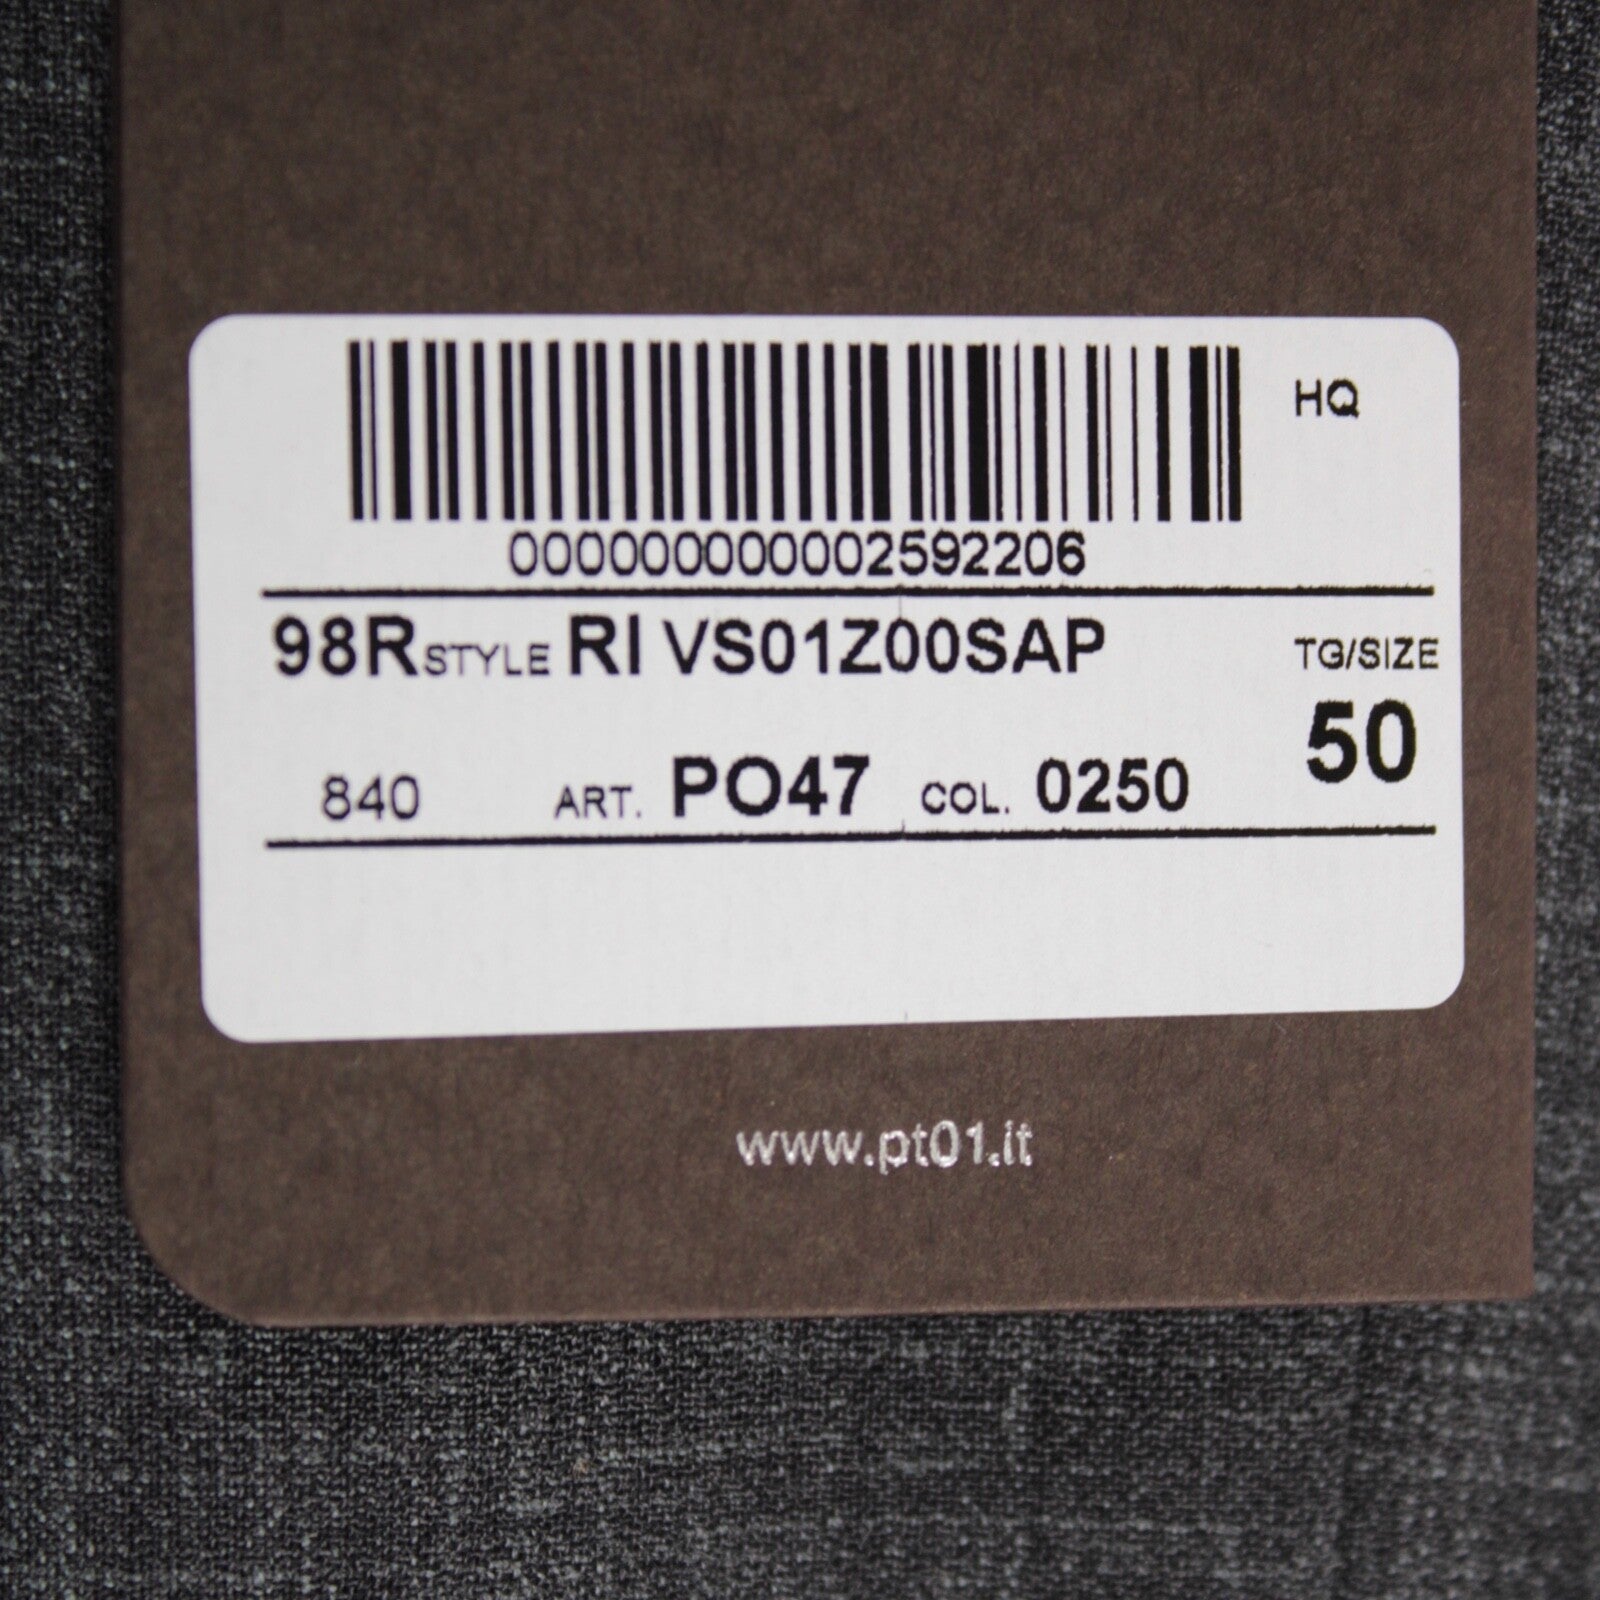 HQ
000000000002592206
98R STYLE RI VS01Z00SAP TG/SIZE
50
840 ART. PO47 COL. 0250
www.pt01.it